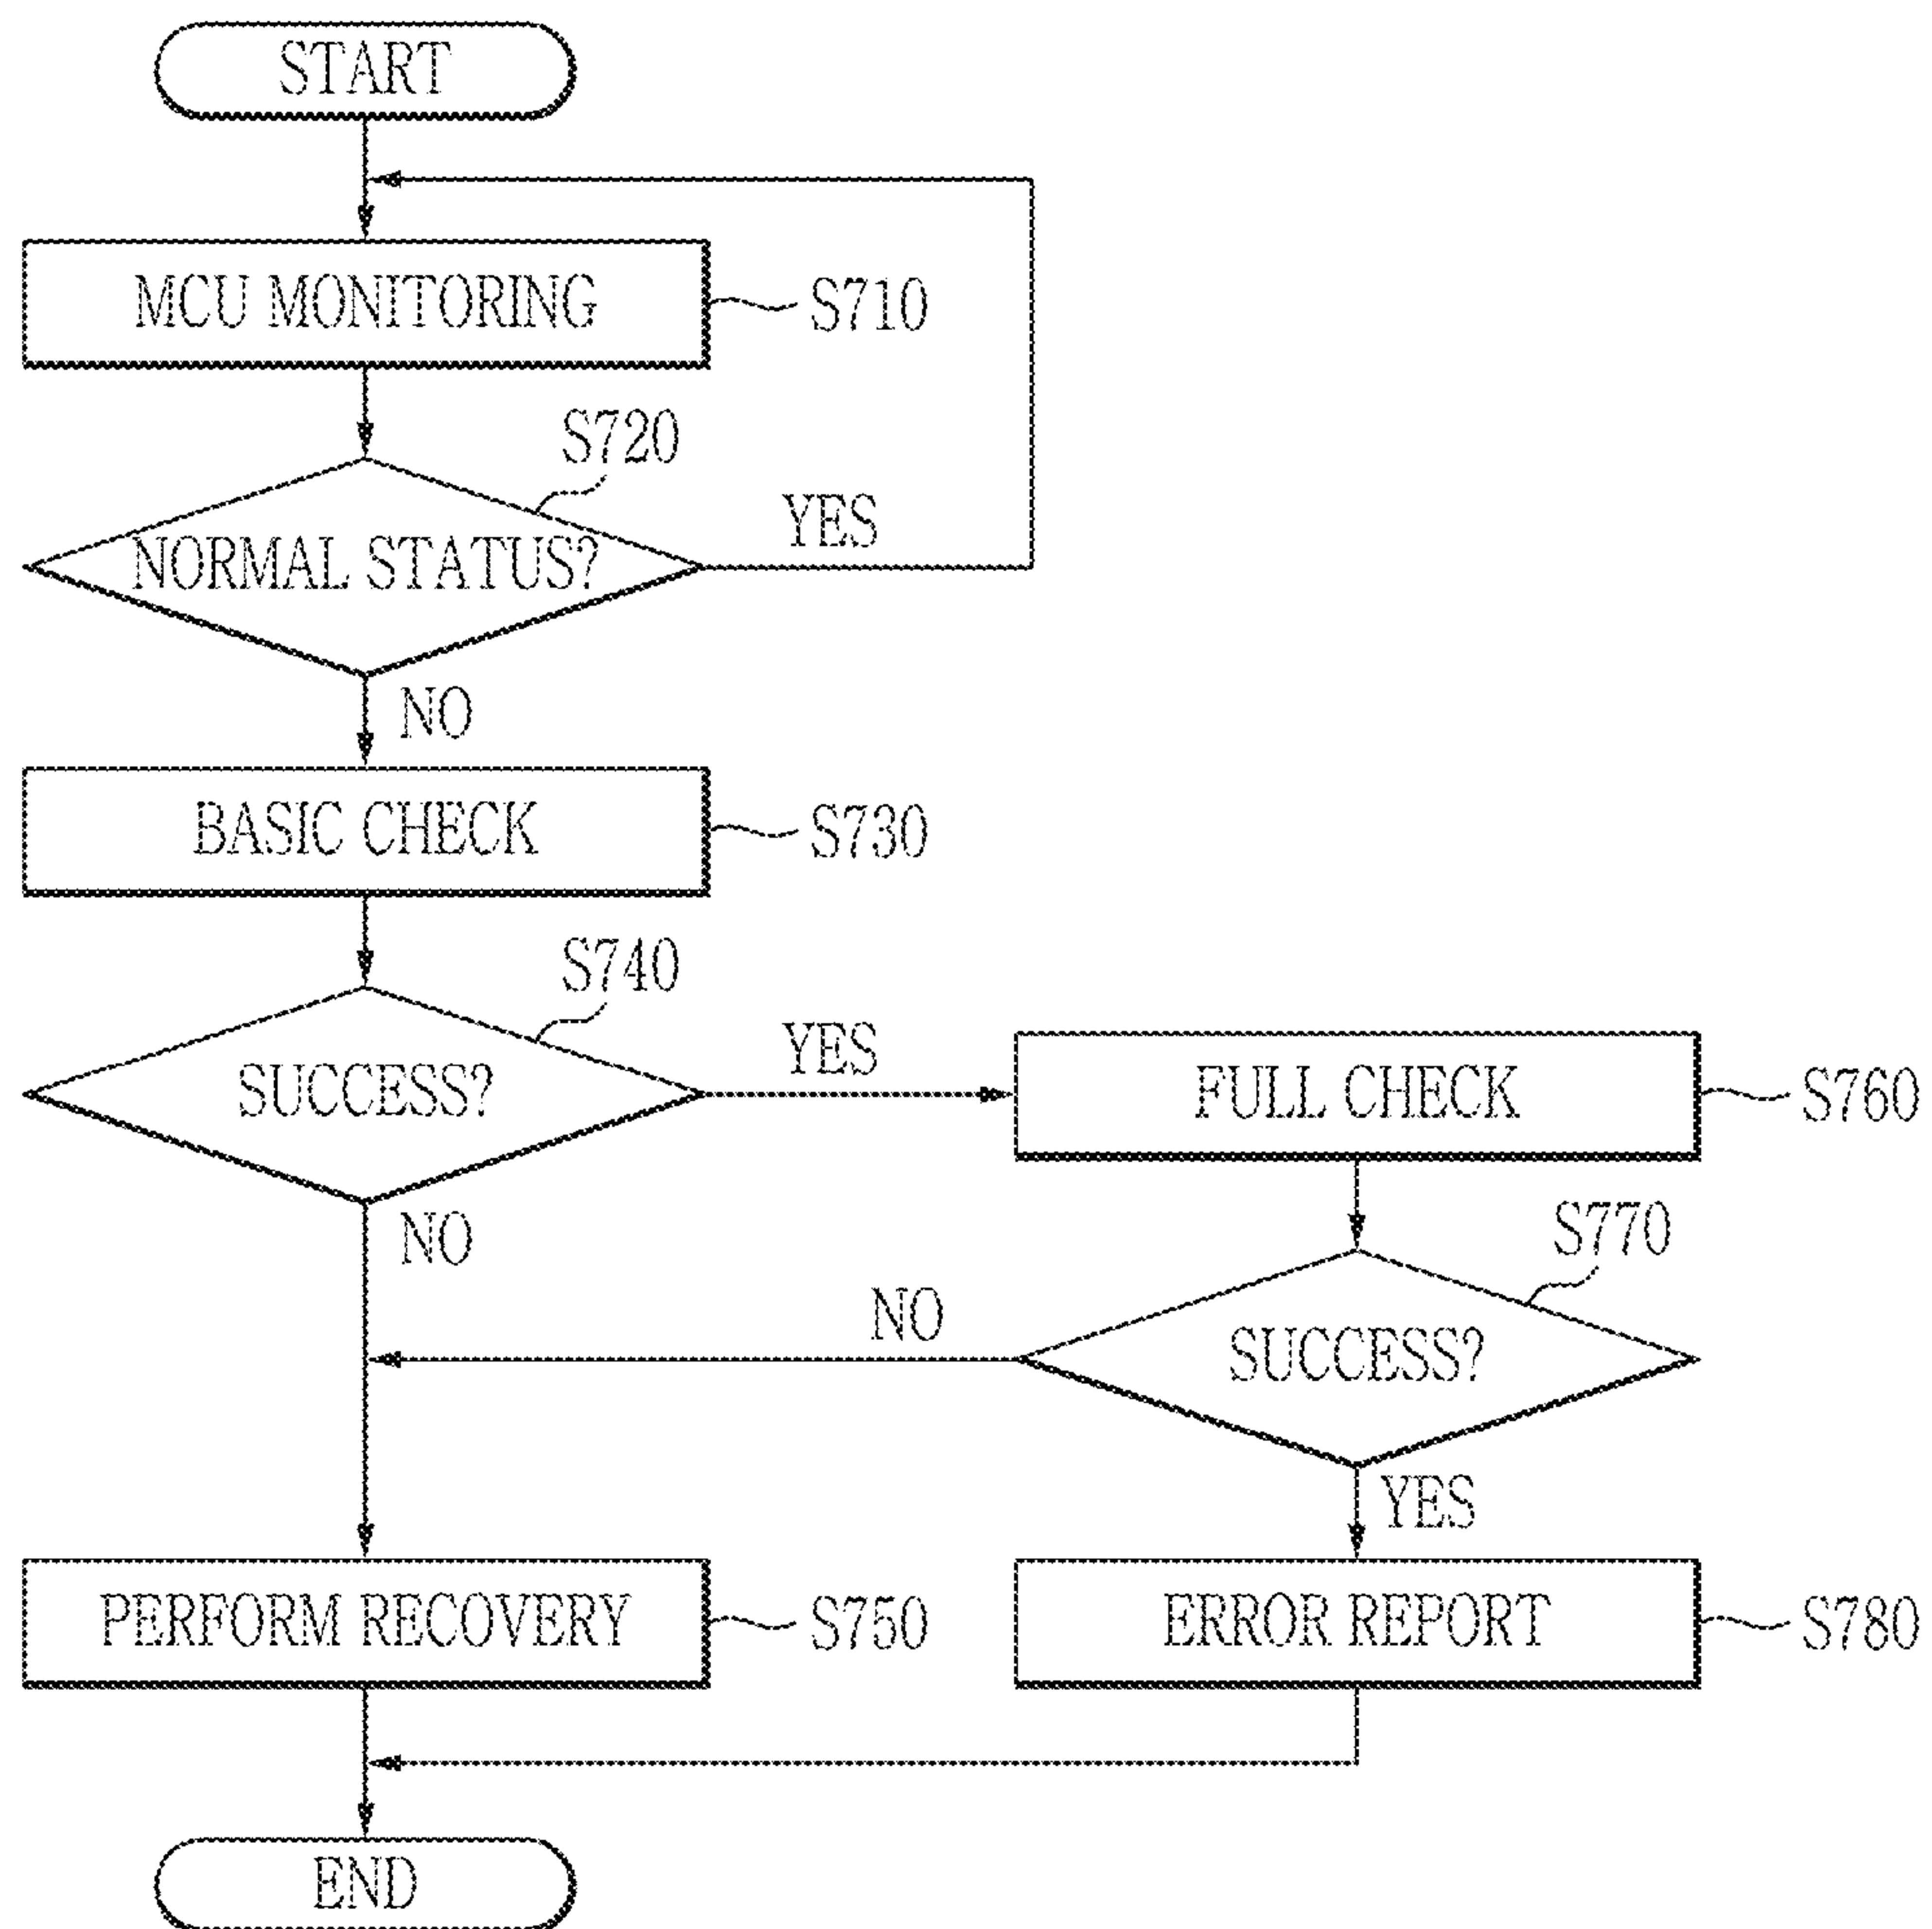 START
MCU MONITORING
S710
S720
NORMAL STATUS?
YES
NO
BASIC CHECK
S730
S740
SUCCESS?
YES
FULL CHECK
S760
NO
S770
NO
SUCCESS?
YES
PERFORM RECOVERY
S750
ERROR REPORT
S780
END